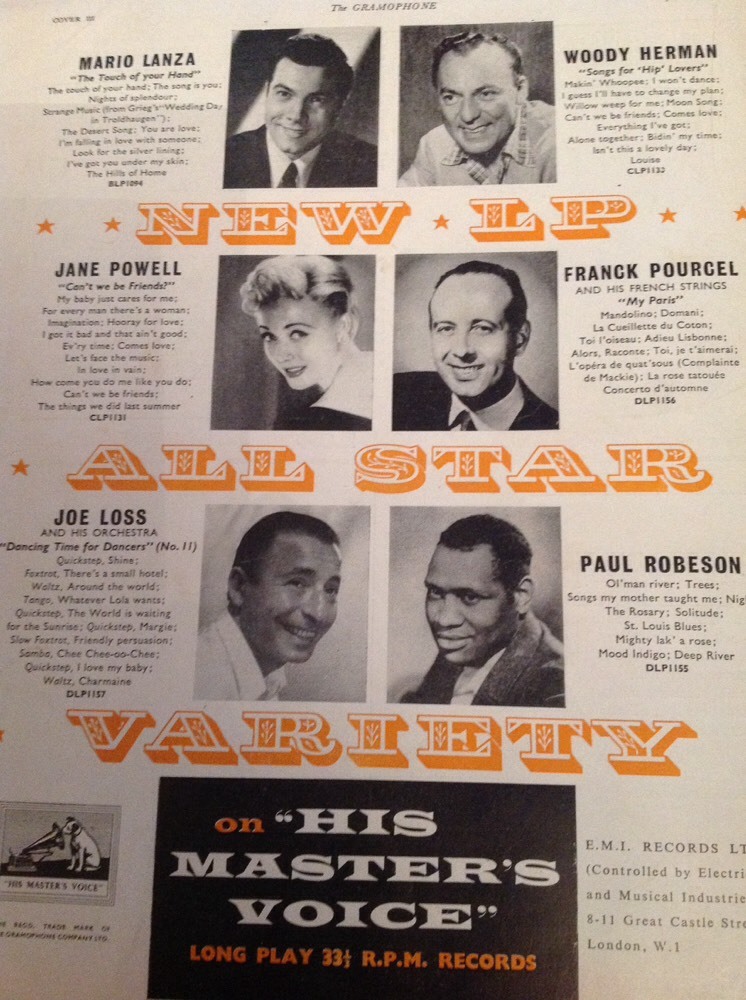 COVER III
The GRAMOPHONE
MARIO LANZA
"The Touch of your Hand"
The touch of your hand; The song is you;
Nights of splendour;
Strange Music (from Grieg's "Wedding Day
in Troldhaugen");
The Desert Song; You are love;
I'm falling in love with someone;
Look for the silver lining;
I've got you under my skin;
The Hills of Home
BLP1094
WOODY HERMAN
"Songs for 'Hip' Lovers"
Makin' Whoopee; I won't dance;
I guess I'll have to change my plan;
Willow weep for me; Moon Song;
Can't we be friends; Comes love;
Everything I've got;
Alone together; Bidin' my time;
Isn't this a lovely day;
Louise
CLP1132
NEW LP
JANE POWELL
"Can't we be Friends?"
My baby just cares for me;
For every man there's a woman;
Imagination; Hooray for love;
I got it bad and that ain't good;
Ev'ry time; Comes love;
Let's face the music;
In love in vain;
How come you do me like you do;
Can't we be friends;
The things we did last summer
CLP1131
FRANCK POURCEL
AND HIS FRENCH STRINGS
"My Paris"
Mandolino; Domani;
La Cueillette du Coton;
Toi l'oiseau; Adieu Lisbonne;
Alors, Raconte; Toi, je t'aimerai;
L'opéra de quat'sous (Complainte
de Mackie); La rose tatouée
Concerto d'automne
DLP1156
ALL STAR
JOE LOSS
AND HIS ORCHESTRA
"Dancing Time for Dancers" (No. 11)
Quickstep, Shine;
Foxtrot, There's a small hotel;
Waltz, Around the world;
Tango, Whatever Lola wants;
Quickstep, The World is waiting
for the Sunrise; Quickstep, Margie;
Slow Foxtrot, Friendly persuasion;
Samba, Chee Chee-oo-Chee;
Quickstep, I love my baby;
Waltz, Charmaine
DLP1157
PAUL ROBESON
Ol'man river; Trees;
Songs my mother taught me; Nig
The Rosary; Solitude;
St. Louis Blues;
Mighty lak' a rose;
Mood Indigo; Deep River
DLP1155
VARIETY
on "HIS
MASTER'S
VOICE"
LONG PLAY 33⅓ R.P.M. RECORDS
"HIS MASTER'S VOICE"
REGD. TRADE MARK OF
GRAMOPHONE COMPANY LTD.
E.M.I. RECORDS LT
(Controlled by Electri
and Musical Industrie
8-11 Great Castle Stre
London, W.1